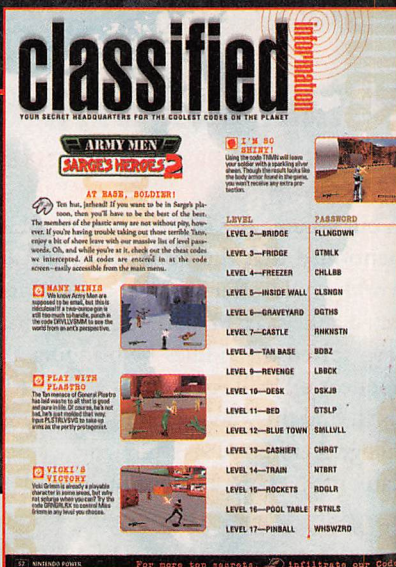 classified
information
YOUR SECRET HEADQUARTERS FOR THE COOLEST CODES ON THE PLANET
ARMY MEN
SARGE'S HEROES 2
AT EASE, SOLDIER!
Ten hut, jarhead! If you want to be in Sarge's pla-
toon, then you'll have to be the best of the best.
The members of the plastic army are not without pity, how-
ever. If you're having trouble taking out those terrible Tans,
enjoy a bit of shore leave with our massive list of level pass-
words. Oh, and while you're at it, check out the cheat codes
we intercepted. All codes are entered in at the code
screen—easily accessible from the main menu.
MANY MINIS
We know Army Men are
supposed to be small, but this is
ridiculous! If a two-ounce gun is
still too much to handle, punch in
the code DRVLLVSMM to see the
world from an ant's perspective.
PLAY WITH
PLASTRO
The Tan menace of General Plastro
has laid waste to all that is good
and pure in life. Of course, he's not
bad, he's just molded that way.
Input PLSTRLVSVG to take up
arms as the portly protagonist.
VICKI'S
VICTORY
Vicki Grimm is already a playable
character in some areas, but why
not splurge when you can? Try the
code GRNGRLRX to control Miss
Grimm in any level you choose.
I'M SO
SHINY!
Using the code TNMN will leave
your soldier with a sparkling silver
sheen. Though the result looks like
the body armor found in the game,
you won't receive any extra pro-
tection.
LEVEL PASSWORD
LEVEL 2—BRIDGE FLLNGDWN
LEVEL 3—FRIDGE GTMLK
LEVEL 4—FREEZER CHLLBB
LEVEL 5—INSIDE WALL CLSNGN
LEVEL 6—GRAVEYARD DGTHS
LEVEL 7—CASTLE RNKNSTN
LEVEL 8—TAN BASE BDBZ
LEVEL 9—REVENGE LBBCK
LEVEL 10—DESK DSKJB
LEVEL 11—BED GTSLP
LEVEL 12—BLUE TOWN SMLLVLL
LEVEL 13—CASHIER CHRGT
LEVEL 14—TRAIN NTBRT
LEVEL 15—ROCKETS RDGLR
LEVEL 16—POOL TABLE FSTNLS
LEVEL 17—PINBALL WHSWZRD
52 NINTENDO POWER
For more ten secrets, infiltrate our Code